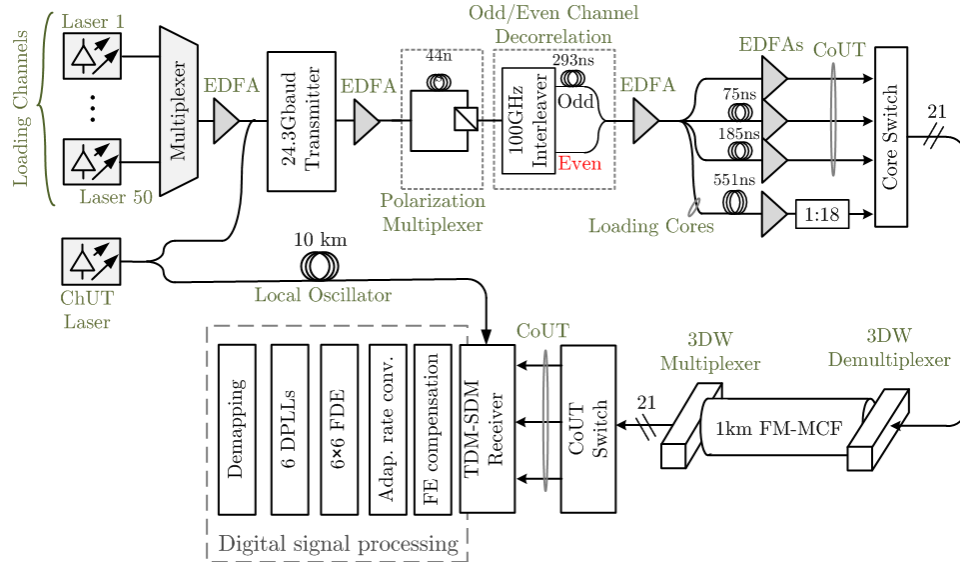 Loading Channels
Laser 1
Laser 50
Multiplexer
EDFA
24.3Gbaud
Transmitter
EDFA
44n
Polarization
Multiplexer
Odd/Even Channel
Decorrelation
293ns
100GHz
Interleaver
Odd
Even
EDFA
EDFAs
CoUT
75ns
185ns
551ns
Loading Cores
1:18
Core Switch
21
ChUT
Laser
10 km
Local Oscillator
3DW
Multiplexer
3DW
Demultiplexer
1km FM-MCF
21
CoUT
Switch
CoUT
TDM-SDM
Receiver
FE compensation
Adap. rate conv.
6×6 FDE
6 DPLLs
Demapping
Digital signal processing